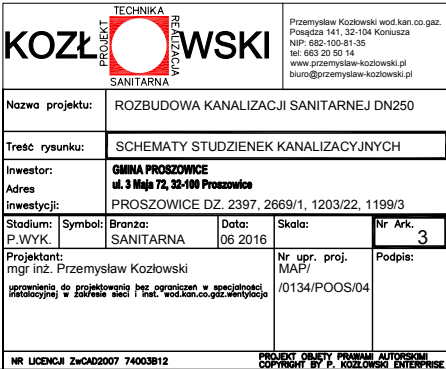 TECHNIKA
PROJEKT
REALIZACJA
KOZŁ WSKI
SANITARNA
Przemysław Kozłowski wod.kan.co.gaz.
Posądza 141, 32-104 Koniusza
NIP: 682-100-81-35
tel: 663 20 50 14
www.przemyslaw-kozlowski.pl
biuro@przemyslaw-kozlowski.pl
Nazwa projektu: ROZBUDOWA KANALIZACJI SANITARNEJ DN250
Treść rysunku: SCHEMATY STUDZIENEK KANALIZACYJNYCH
Inwestor: GMINA PROSZOWICE
Adres ul. 3 Maja 72, 32-100 Proszowice
inwestycji: PROSZOWICE DZ. 2397, 2669/1, 1203/22, 1199/3
Stadium: Symbol: Branża: Data: Skala: Nr Ark.
P.WYK. SANITARNA 06 2016 3
Projektant: Nr upr. proj. Podpis:
mgr inż. Przemysław Kozłowski MAP/
uprawnienia do projektowania bez ograniczeń w specjalności
/0134/POOS/04
instalacyjnej w zakresie sieci i inst. wod.kan.co.gaz.wentylacja
NR LICENCJI ZwCAD2007 74003B12
PROJEKT OBJĘTY PRAWAMI AUTORSKIMI
COPYRIGHT BY P. KOZŁOWSKI ENTERPRISE